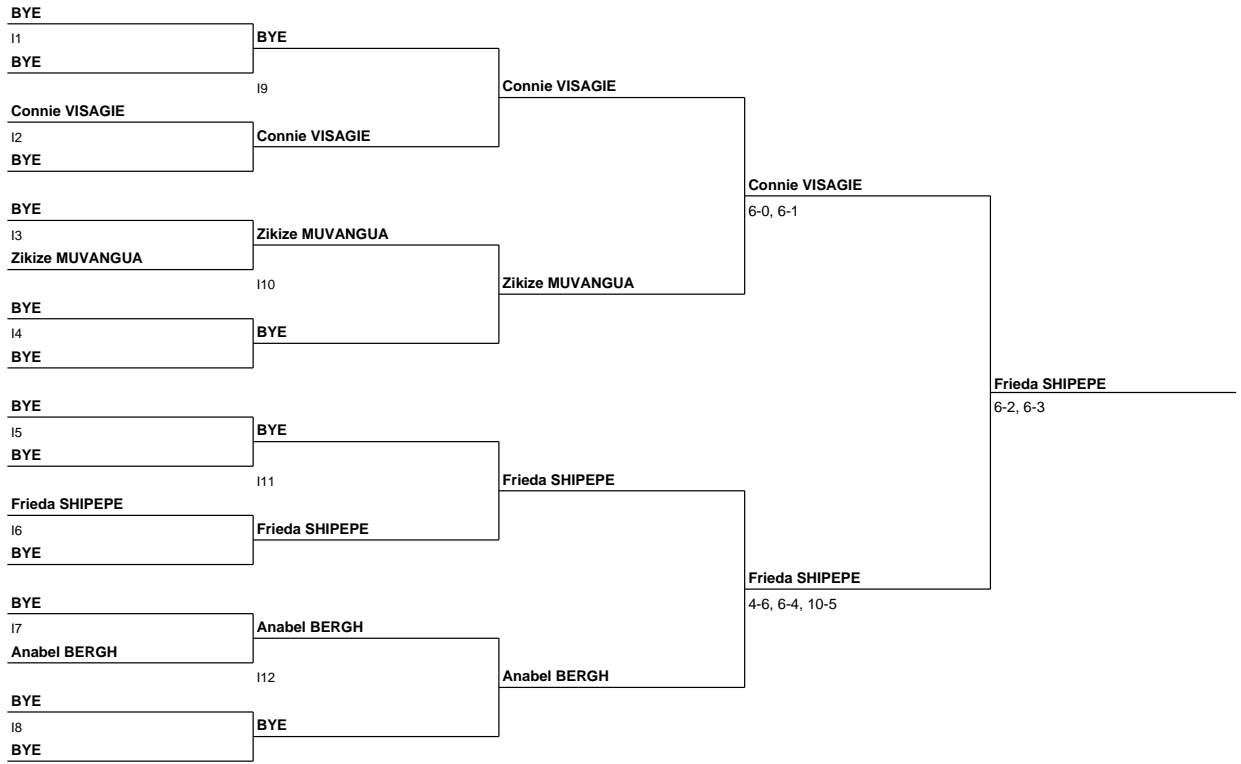 BYE
I1
BYE
BYE
I9
Connie VISAGIE
Connie VISAGIE
I2
Connie VISAGIE
BYE
Connie VISAGIE
6-0, 6-1
BYE
I3
Zikize MUVANGUA
Zikize MUVANGUA
I10
Zikize MUVANGUA
BYE
I4
BYE
BYE
Frieda SHIPEPE
6-2, 6-3
BYE
I5
BYE
BYE
I11
Frieda SHIPEPE
Frieda SHIPEPE
I6
Frieda SHIPEPE
BYE
Frieda SHIPEPE
4-6, 6-4, 10-5
BYE
I7
Anabel BERGH
Anabel BERGH
I12
Anabel BERGH
BYE
I8
BYE
BYE